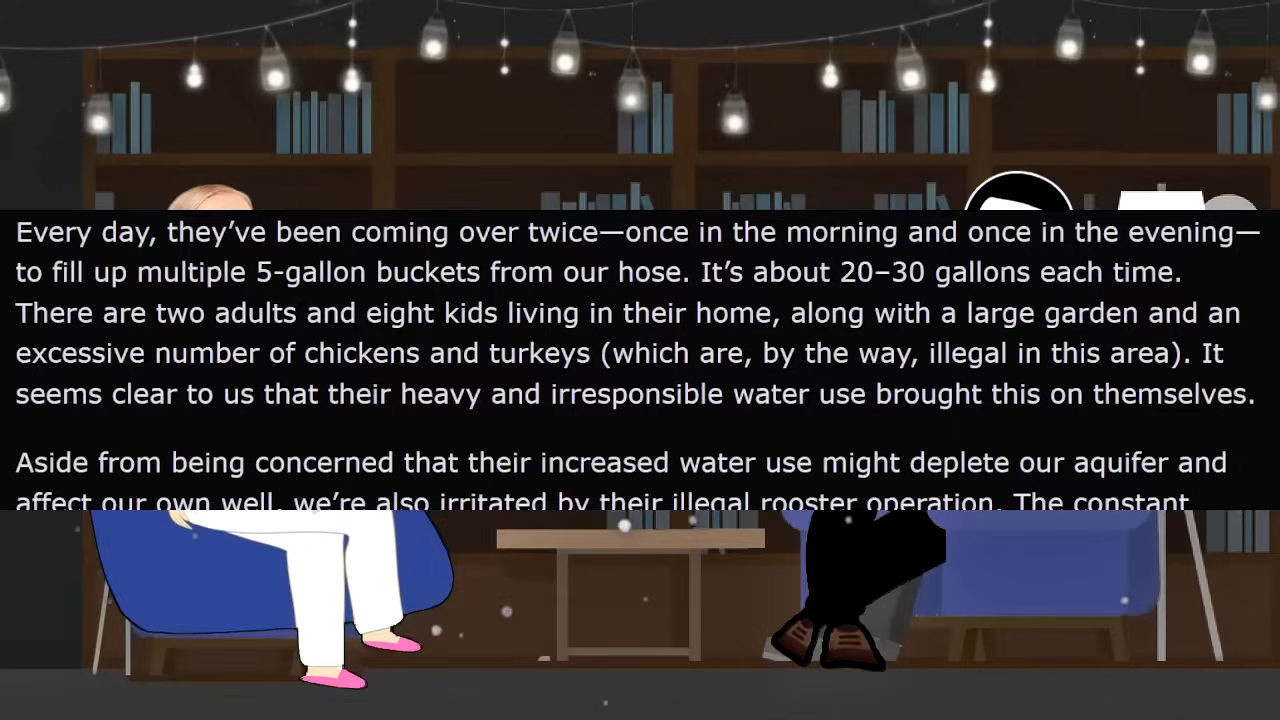 Every day, they’ve been coming over twice—once in the morning and once in the evening—
to fill up multiple 5-gallon buckets from our hose. It’s about 20–30 gallons each time.
There are two adults and eight kids living in their home, along with a large garden and an
excessive number of chickens and turkeys (which are, by the way, illegal in this area). It
seems clear to us that their heavy and irresponsible water use brought this on themselves.
Aside from being concerned that their increased water use might deplete our aquifer and
affect our own well, we’re also irritated by their illegal rooster operation. The constant